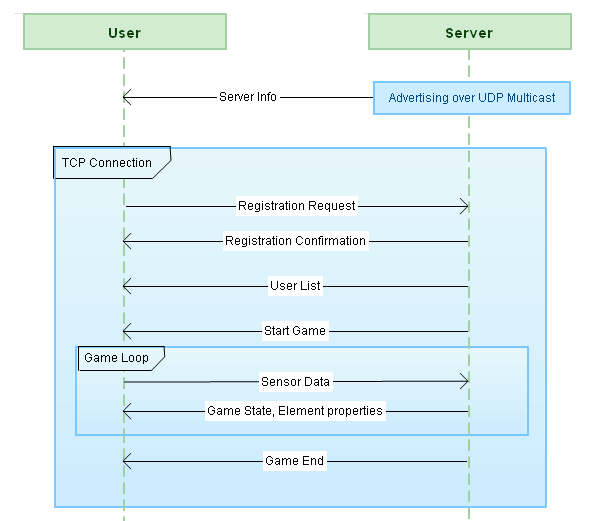 User
Server
Server Info
Advertising over UDP Multicast
TCP Connection
Registration Request
Registration Confirmation
User List
Start Game
Game Loop
Sensor Data
Game State, Element properties
Game End